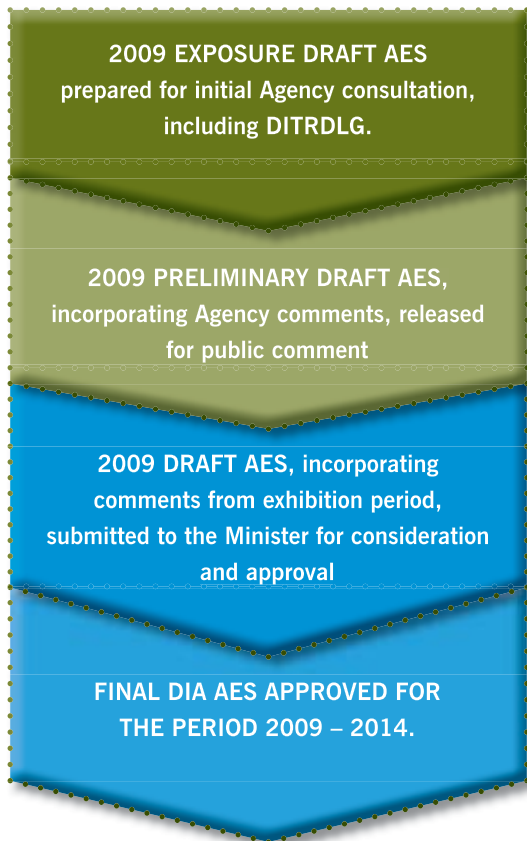 2009 EXPOSURE DRAFT AES
prepared for initial Agency consultation,
including DITRDLG.
2009 PRELIMINARY DRAFT AES,
incorporating Agency comments, released
for public comment
2009 DRAFT AES, incorporating
comments from exhibition period,
submitted to the Minister for consideration
and approval
FINAL DIA AES APPROVED FOR
THE PERIOD 2009 – 2014.